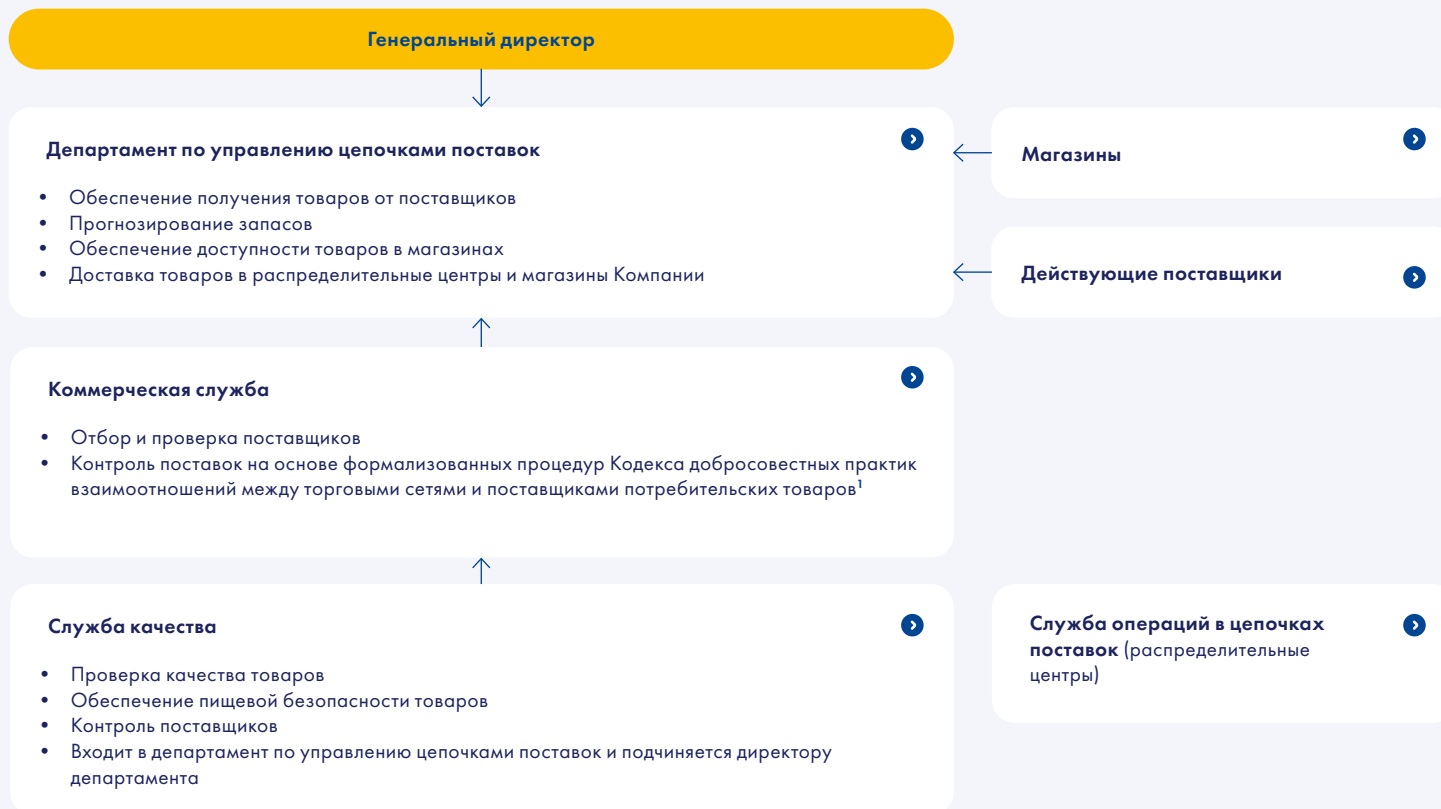 Генеральный директор
Департамент по управлению цепочками поставок
• Обеспечение получения товаров от поставщиков
• Прогнозирование запасов
• Обеспечение доступности товаров в магазинах
• Доставка товаров в распределительные центры и магазины Компании
Магазины
Действующие поставщики
Коммерческая служба
• Отбор и проверка поставщиков
• Контроль поставок на основе формализованных процедур Кодекса добросовестных практик
взаимоотношений между торговыми сетями и поставщиками потребительских товаров¹
Служба качества
• Проверка качества товаров
• Обеспечение пищевой безопасности товаров
• Контроль поставщиков
• Входит в департамент по управлению цепочками поставок и подчиняется директору
департамента
Служба операций в цепочках
поставок (распределительные
центры)